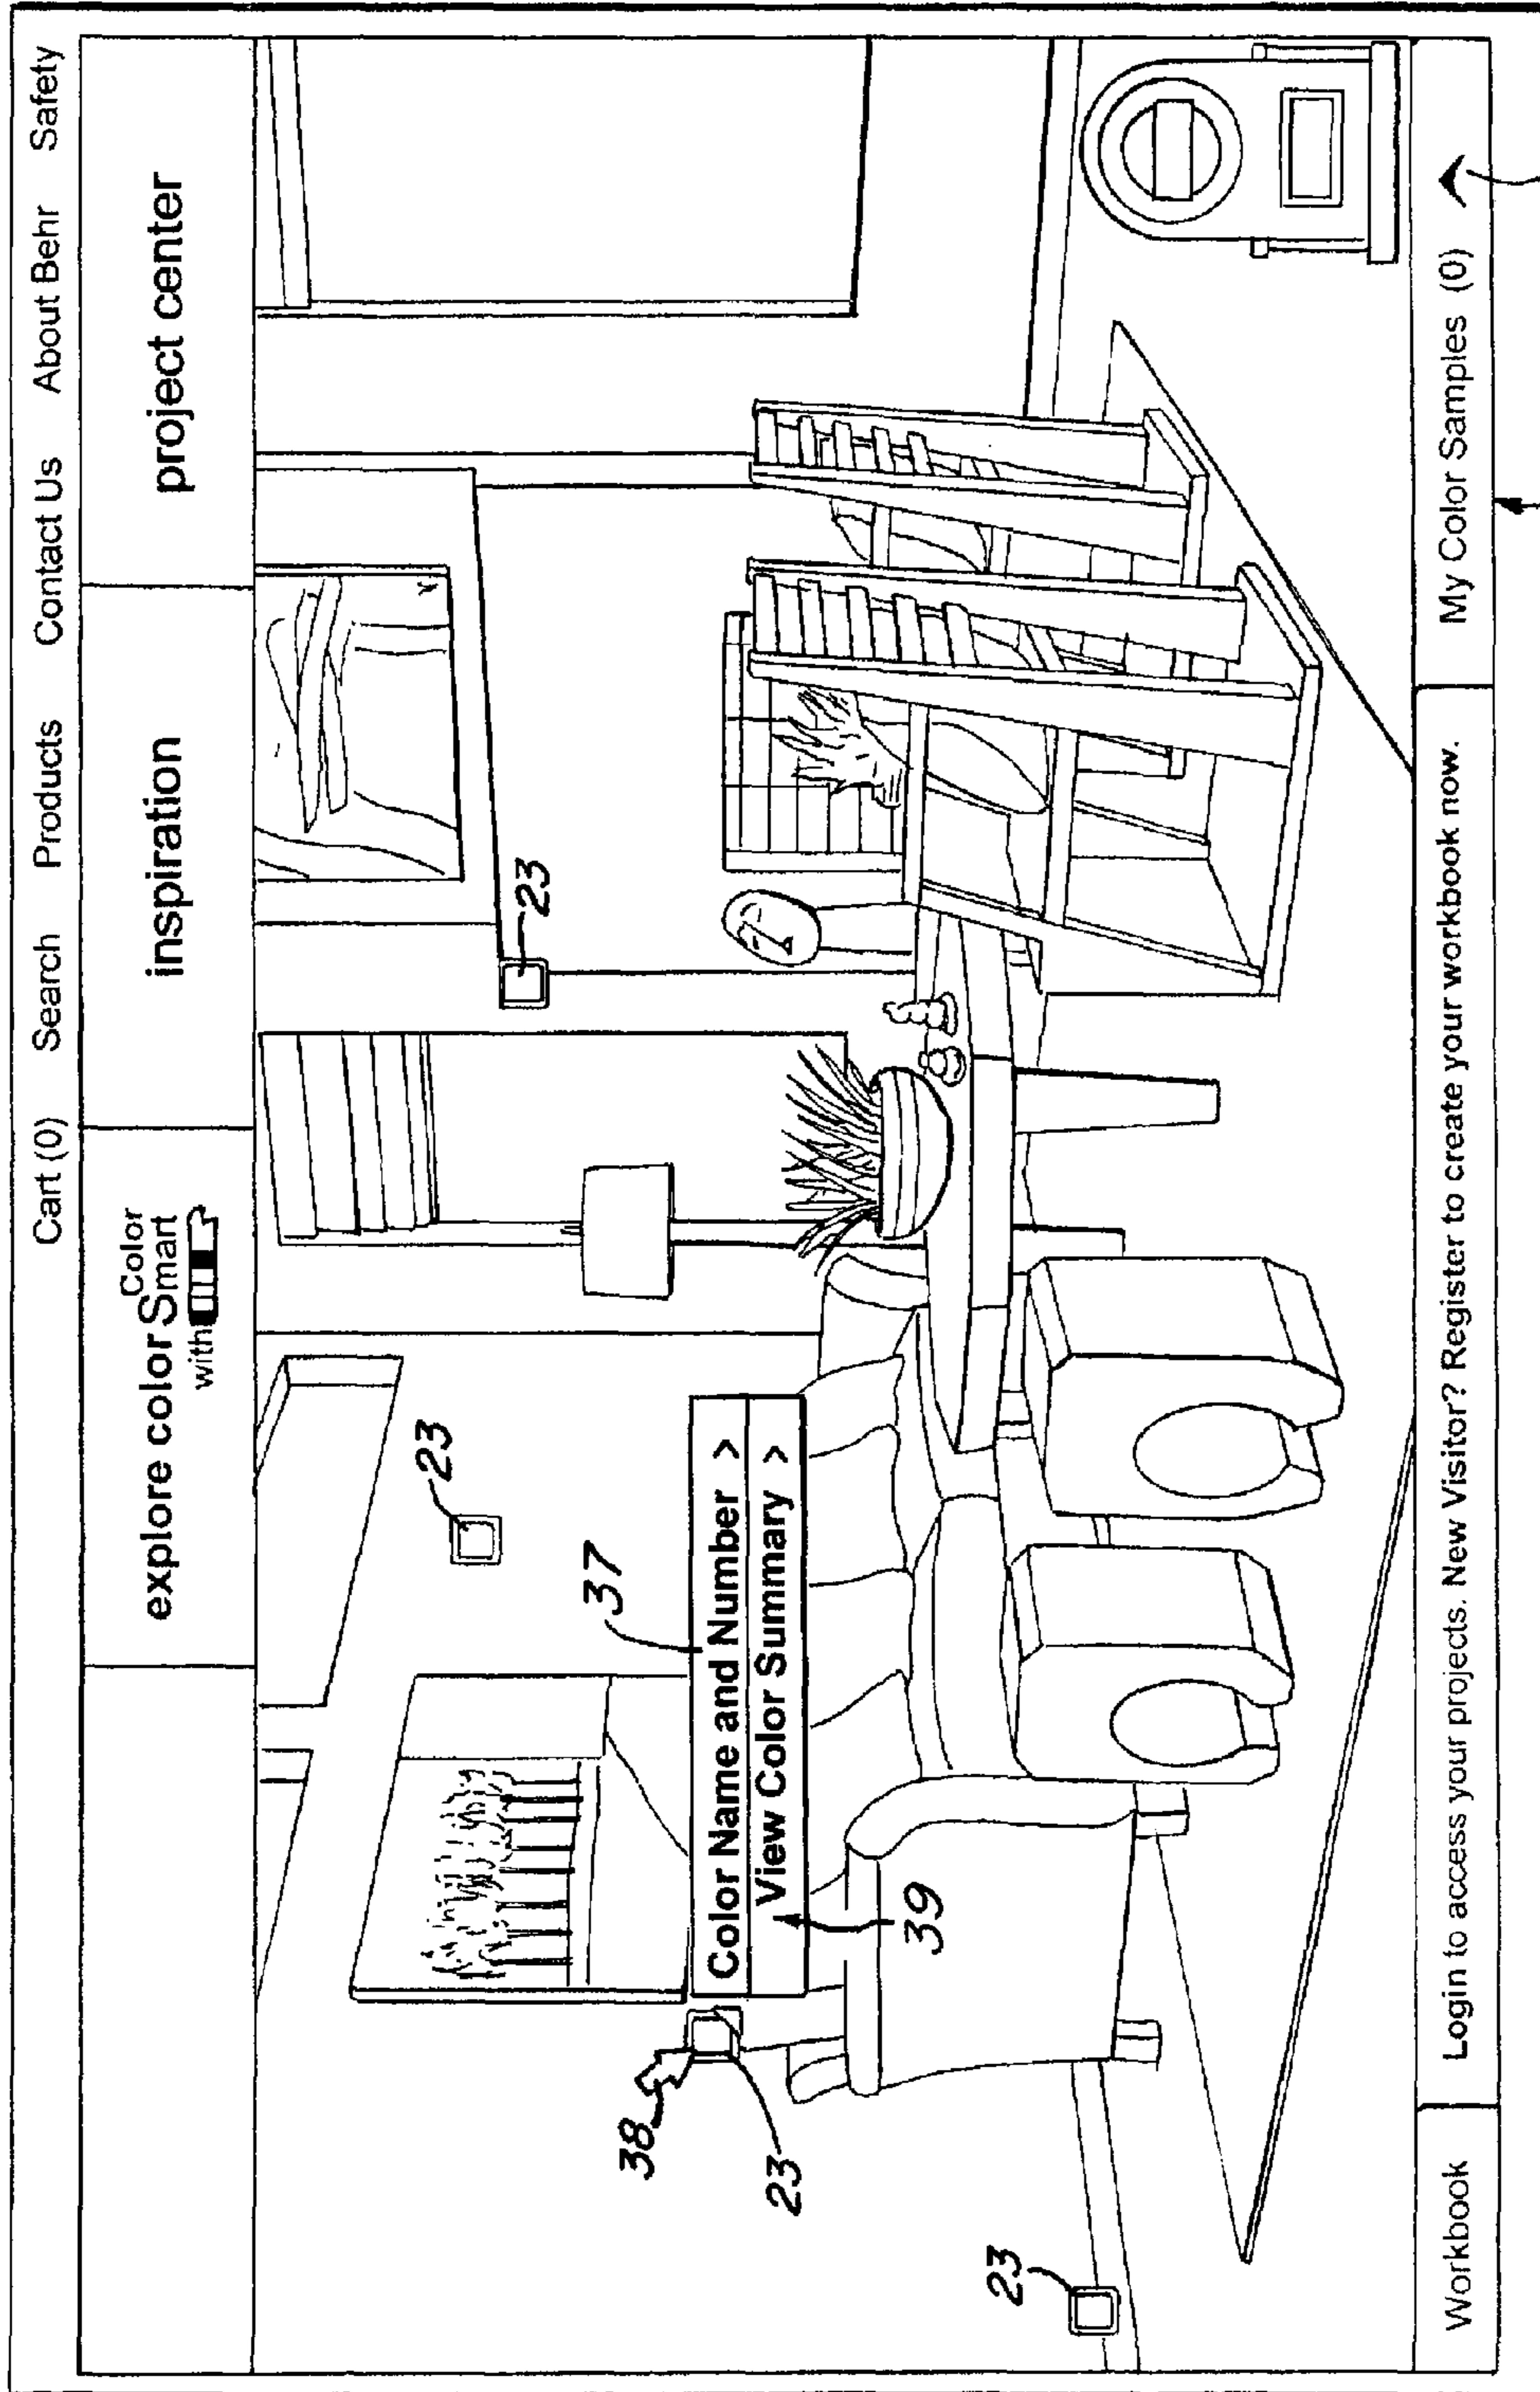 Cart (0) Search Products Contact Us About Behr Safety
explore color with Color Smart
inspiration
project center
23
23
37
Color Name and Number >
View Color Summary >
38
23
39
23
Workbook
Login to access your projects. New Visitor? Register to create your workbook now.
My Color Samples (0)